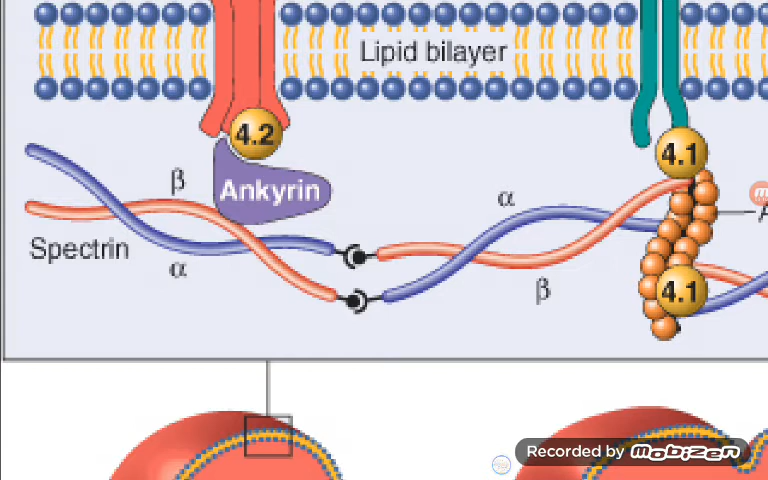 Lipid bilayer
4.2
4.1
β
Ankyrin
α
A
Spectrin
α
β
4.1
Recorded by mobizen